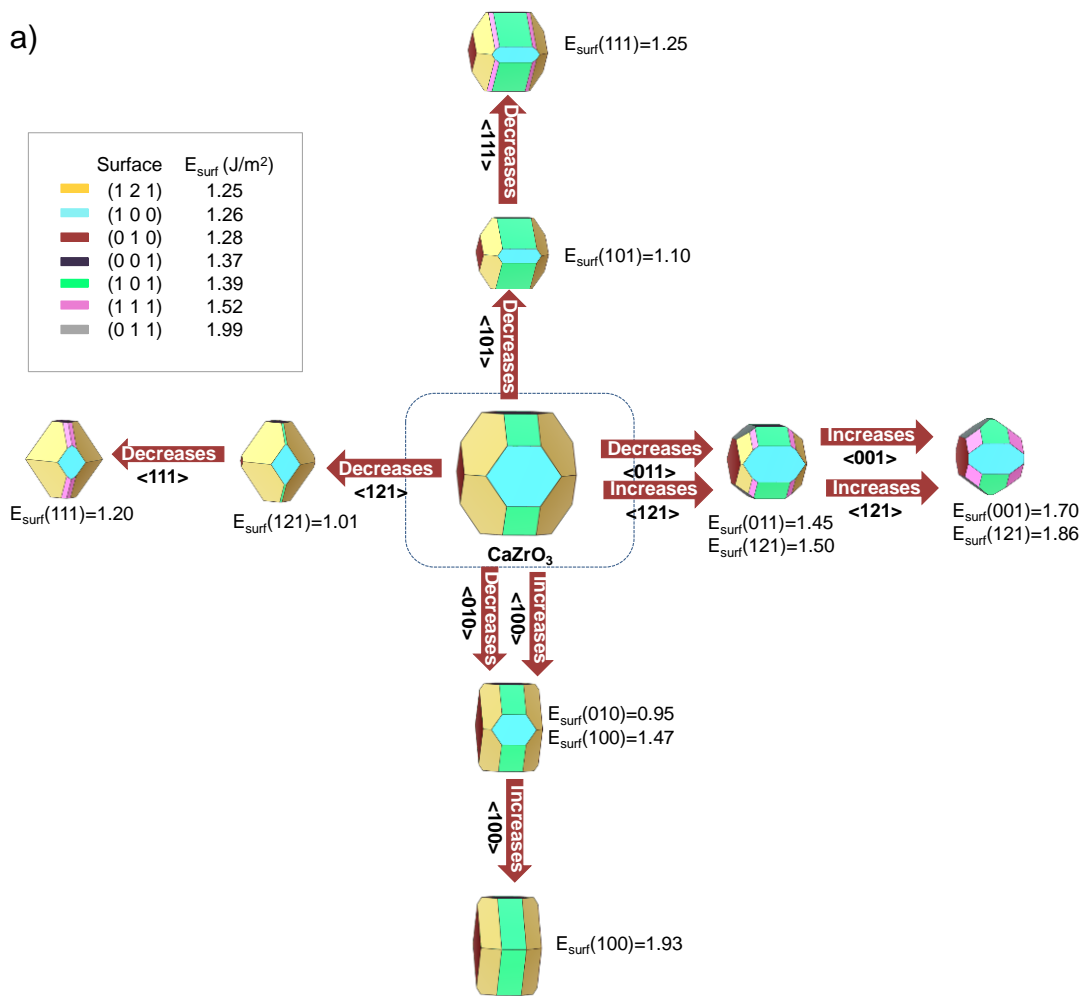 a)
E_surf(111)=1.25
Decreases
<111>
Surface E_surf (J/m²)
(1 2 1) 1.25
(1 0 0) 1.26
(0 1 0) 1.28
(0 0 1) 1.37
(1 0 1) 1.39
(1 1 1) 1.52
(0 1 1) 1.99
E_surf(101)=1.10
Decreases
<101>
Decreases
<111>
E_surf(111)=1.20
Decreases
<121>
E_surf(121)=1.01
CaZrO₃
Decreases
<011>
Increases
<121>
E_surf(011)=1.45
E_surf(121)=1.50
Increases
<001>
Increases
<121>
E_surf(001)=1.70
E_surf(121)=1.86
Decreases
<010>
Increases
<100>
E_surf(010)=0.95
E_surf(100)=1.47
Increases
<100>
E_surf(100)=1.93